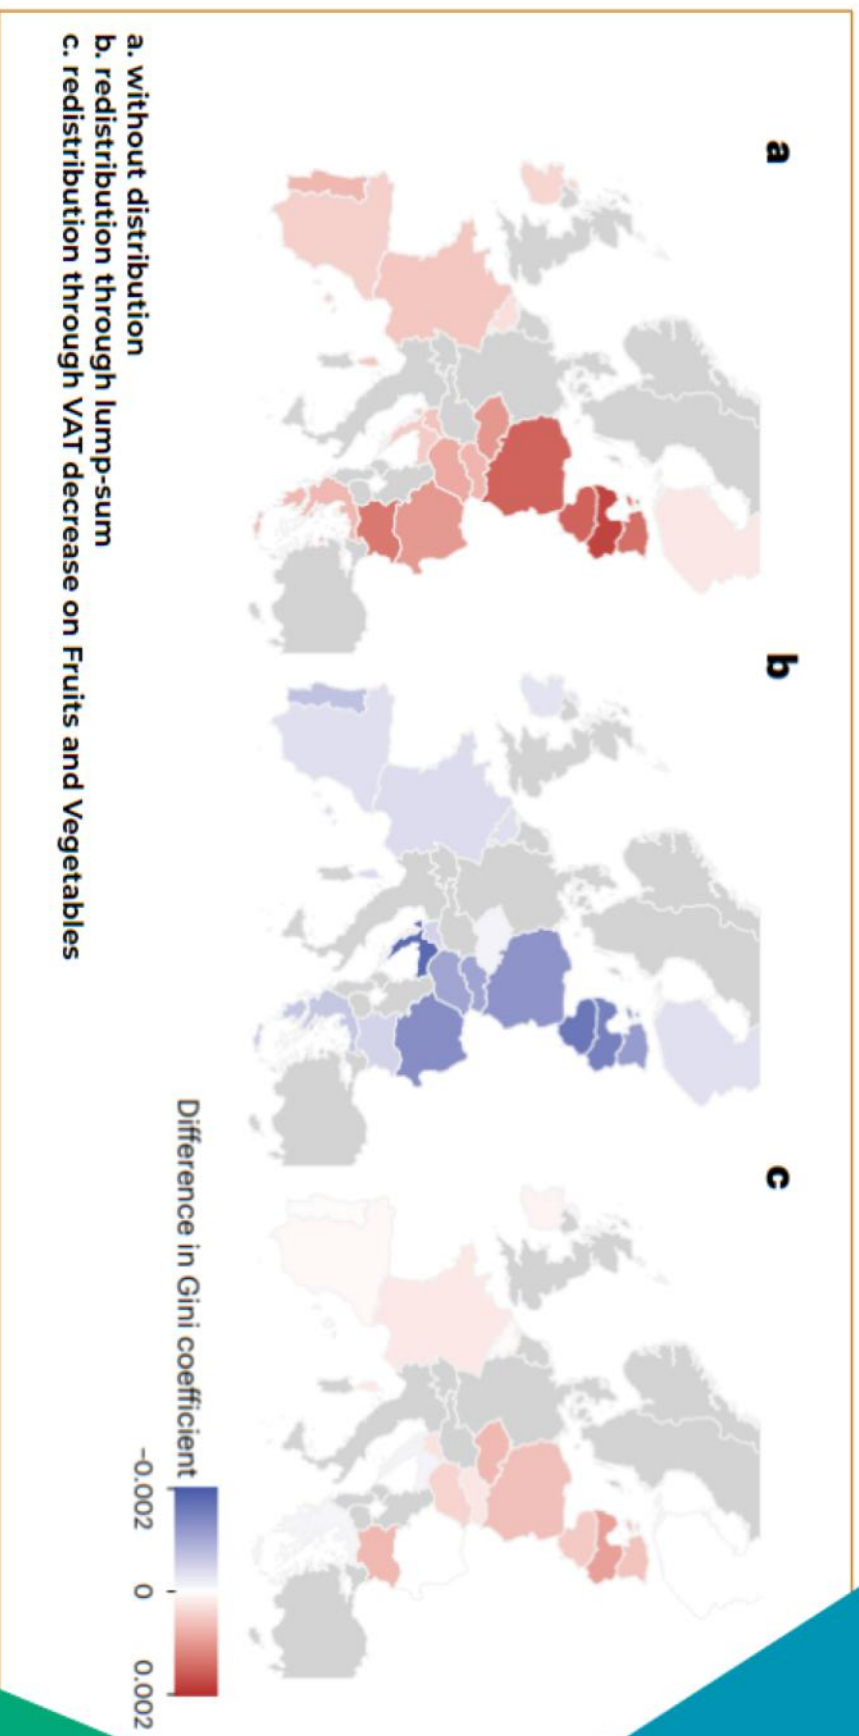 a
b
c
Difference in Gini coefficient
−0.002
0
0.002
a. without distribution
b. redistribution through lump-sum
c. redistribution through VAT decrease on Fruits and Vegetables